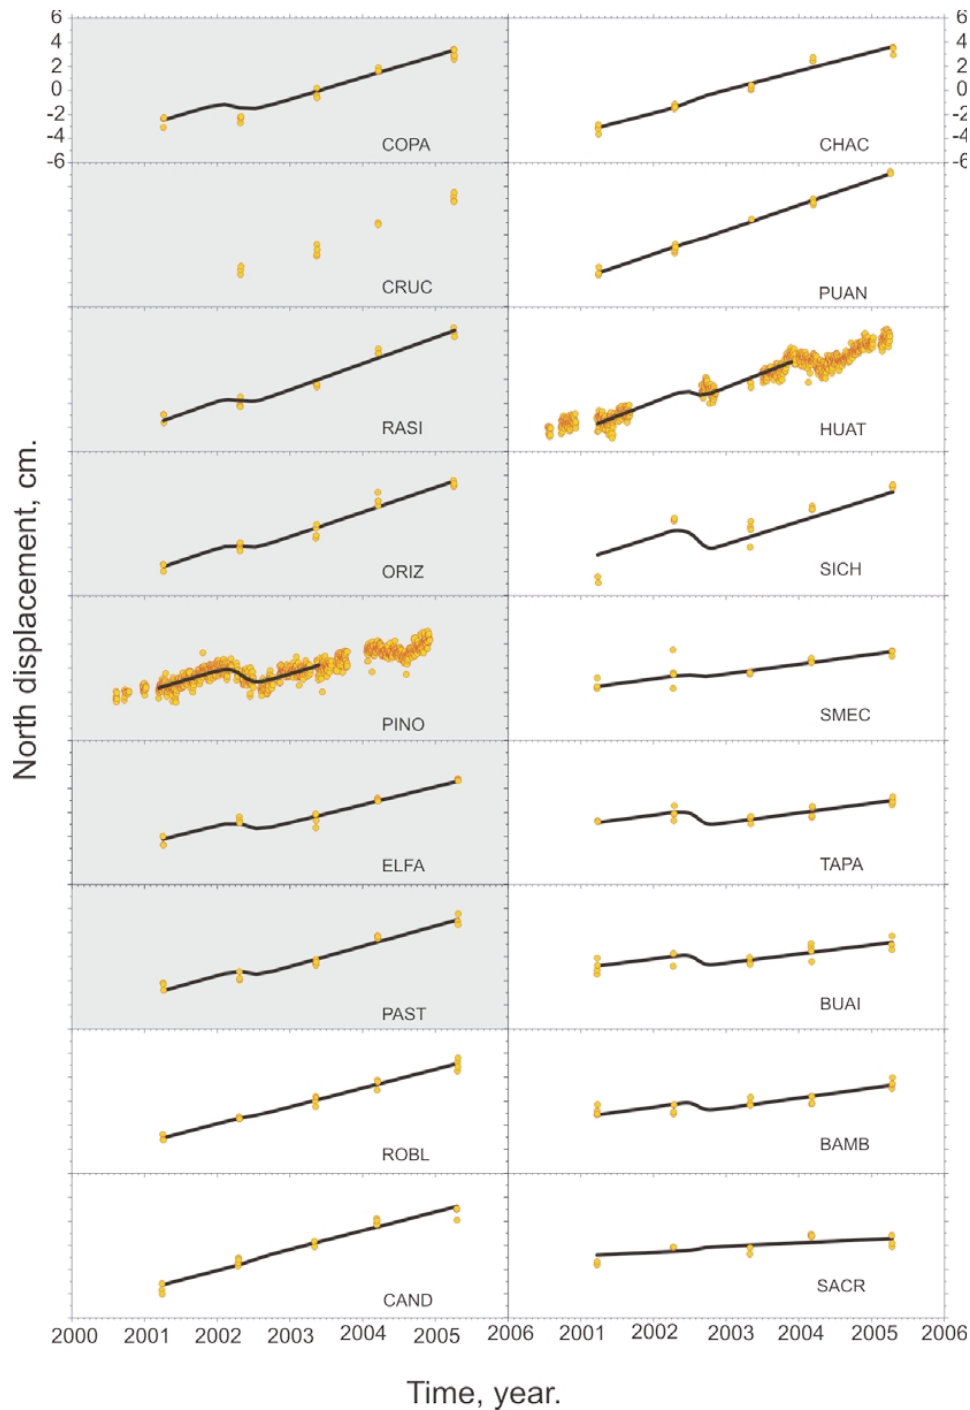 6 6
4 4
2 2
0 0
-2 -2
-4 -4
-6 -6
COPA CHAC
CRUC PUAN
RASI HUAT
ORIZ SICH
PINO SMEC
ELFA TAPA
PAST BUAI
ROBL BAMB
CAND SACR
North displacement, cm.
2000 2001 2002 2003 2004 2005 2006 2001 2002 2003 2004 2005 2006
Time, year.